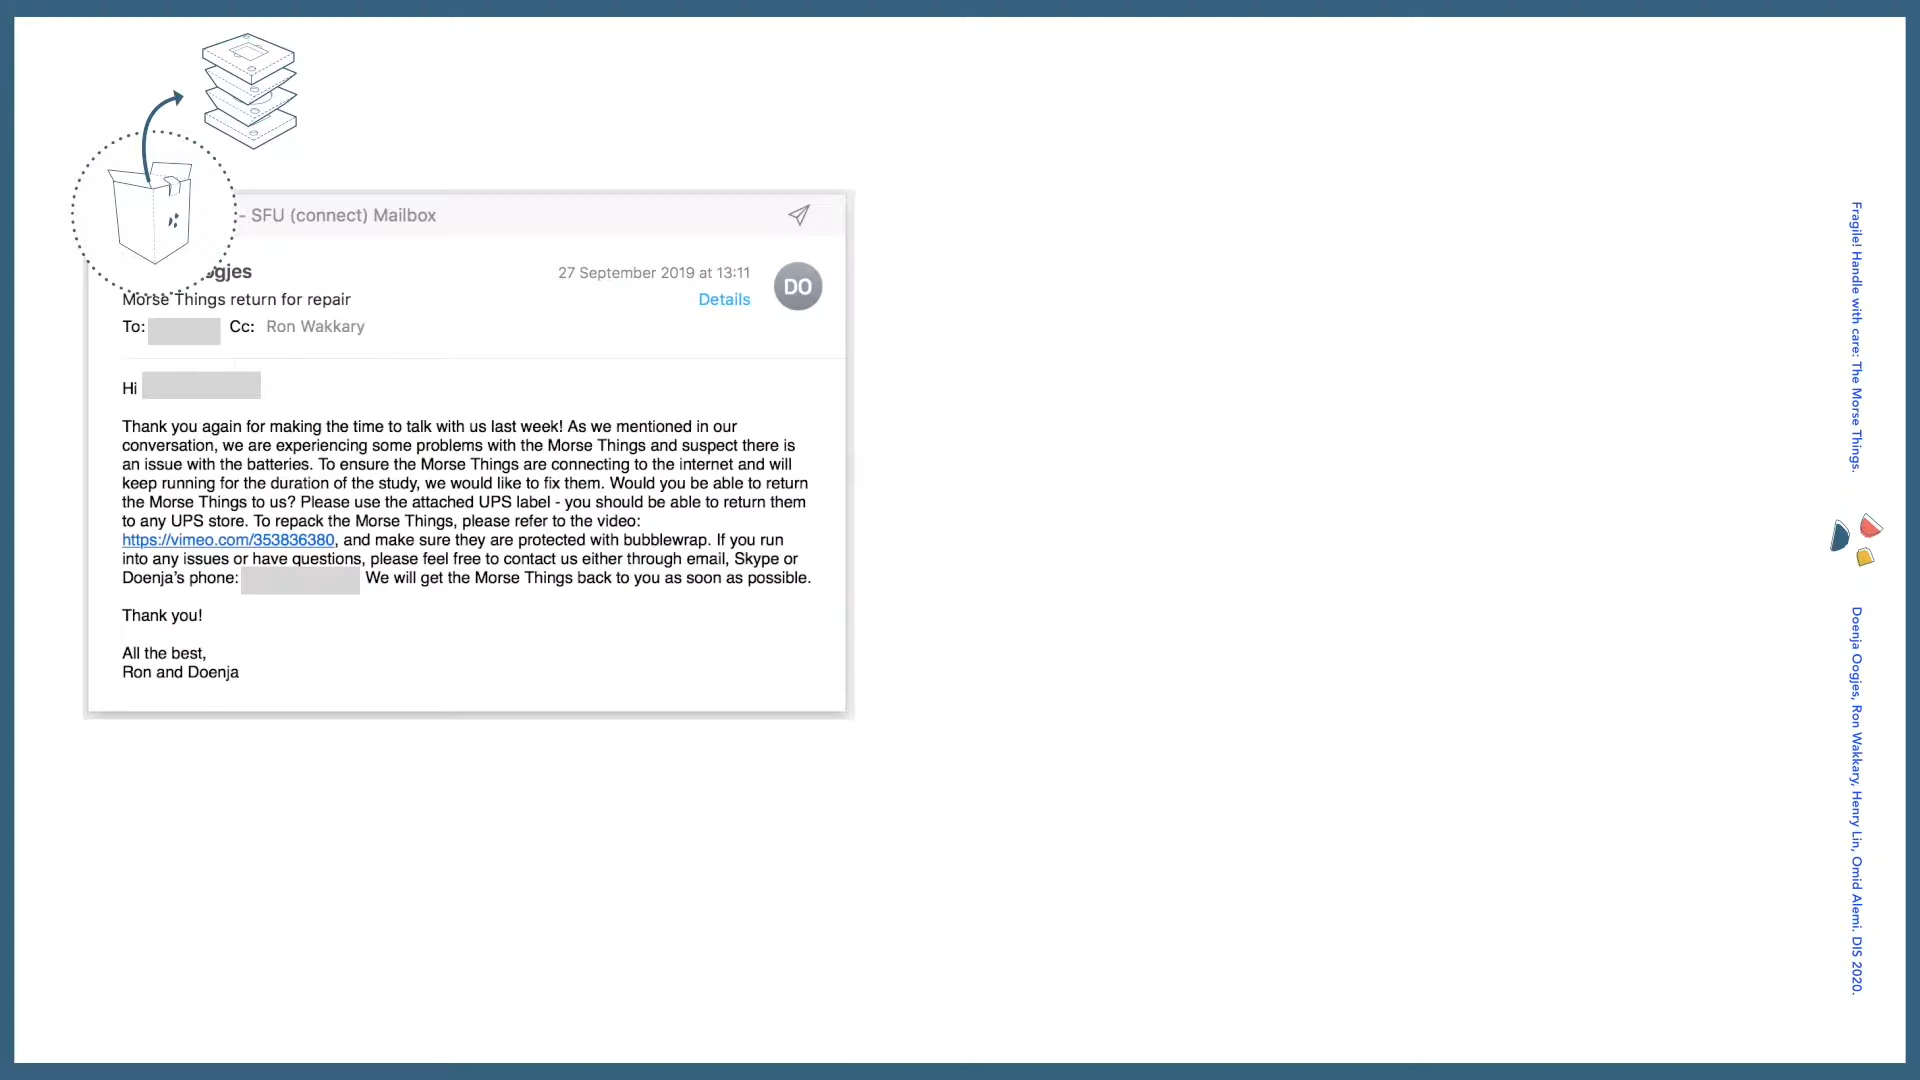 - SFU (connect) Mailbox
27 September 2019 at 13:11
DO
Morse Things return for repair
Details
To: Cc: Ron Wakkary
Hi
Thank you again for making the time to talk with us last week! As we mentioned in our
conversation, we are experiencing some problems with the Morse Things and suspect there is
an issue with the batteries. To ensure the Morse Things are connecting to the internet and will
keep running for the duration of the study, we would like to fix them. Would you be able to return
the Morse Things to us? Please use the attached UPS label - you should be able to return them
to any UPS store. To repack the Morse Things, please refer to the video:
https://vimeo.com/353836380, and make sure they are protected with bubblewrap. If you run
into any issues or have questions, please feel free to contact us either through email, Skype or
Doenja's phone: We will get the Morse Things back to you as soon as possible.
Thank you!
All the best,
Ron and Doenja
Fragile! Handle with care: The Morse Things.
Doenja Oogjes, Ron Wakkary, Henry Lin, Omid Alemi. DIS 2020.